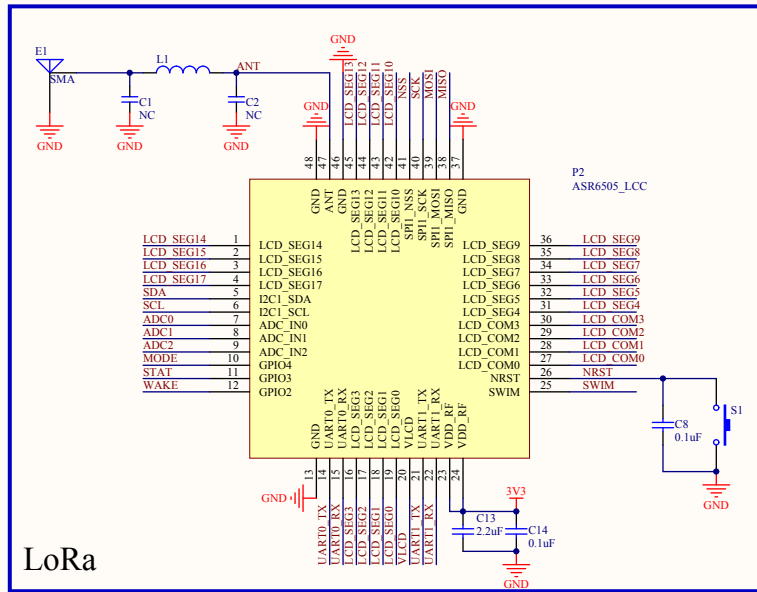 E1
SMA
GND
C1
NC
GND
L1
ANT
C2
NC
GND
GND
GND
LCD_SEG13
LCD_SEG12
LCD_SEG11
LCD_SEG10
NSS
SCK
MOSI
MISO
GND
48
47
46
45
44
43
42
41
40
39
38
37
P2
ASR6505_LCC
GND
ANT
GND
LCD_SEG13
LCD_SEG12
LCD_SEG11
LCD_SEG10
SPI1_NSS
SPI1_SCK
SPI1_MOSI
SPI1_MISO
GND
LCD_SEG14 1 LCD_SEG14
LCD_SEG15 2 LCD_SEG15
LCD_SEG16 3 LCD_SEG16
LCD_SEG17 4 LCD_SEG17
SDA 5 I2C1_SDA
SCL 6 I2C1_SCL
ADC0 7 ADC_IN0
ADC1 8 ADC_IN1
ADC2 9 ADC_IN2
MODE 10 GPIO4
STAT 11 GPIO3
WAKE 12 GPIO2
LCD_SEG9 36 LCD_SEG9
LCD_SEG8 35 LCD_SEG8
LCD_SEG7 34 LCD_SEG7
LCD_SEG6 33 LCD_SEG6
LCD_SEG5 32 LCD_SEG5
LCD_SEG4 31 LCD_SEG4
LCD_COM3 30 LCD_COM3
LCD_COM2 29 LCD_COM2
LCD_COM1 28 LCD_COM1
LCD_COM0 27 LCD_COM0
NRST 26 NRST
SWIM 25 SWIM
GND
UART0_TX
UART0_RX
LCD_SEG3
LCD_SEG2
LCD_SEG1
LCD_SEG0
VLCD
UART1_TX
UART1_RX
VDD_RF
VDD_RF
13
14
15
16
17
18
19
20
21
22
23
24
GND
UART0_TX
UART0_RX
LCD_SEG3
LCD_SEG2
LCD_SEG1
LCD_SEG0
VLCD
UART1_TX
UART1_RX
3V3
C13
2.2uF
C14
0.1uF
GND
C8
0.1uF
S1
GND
LoRa